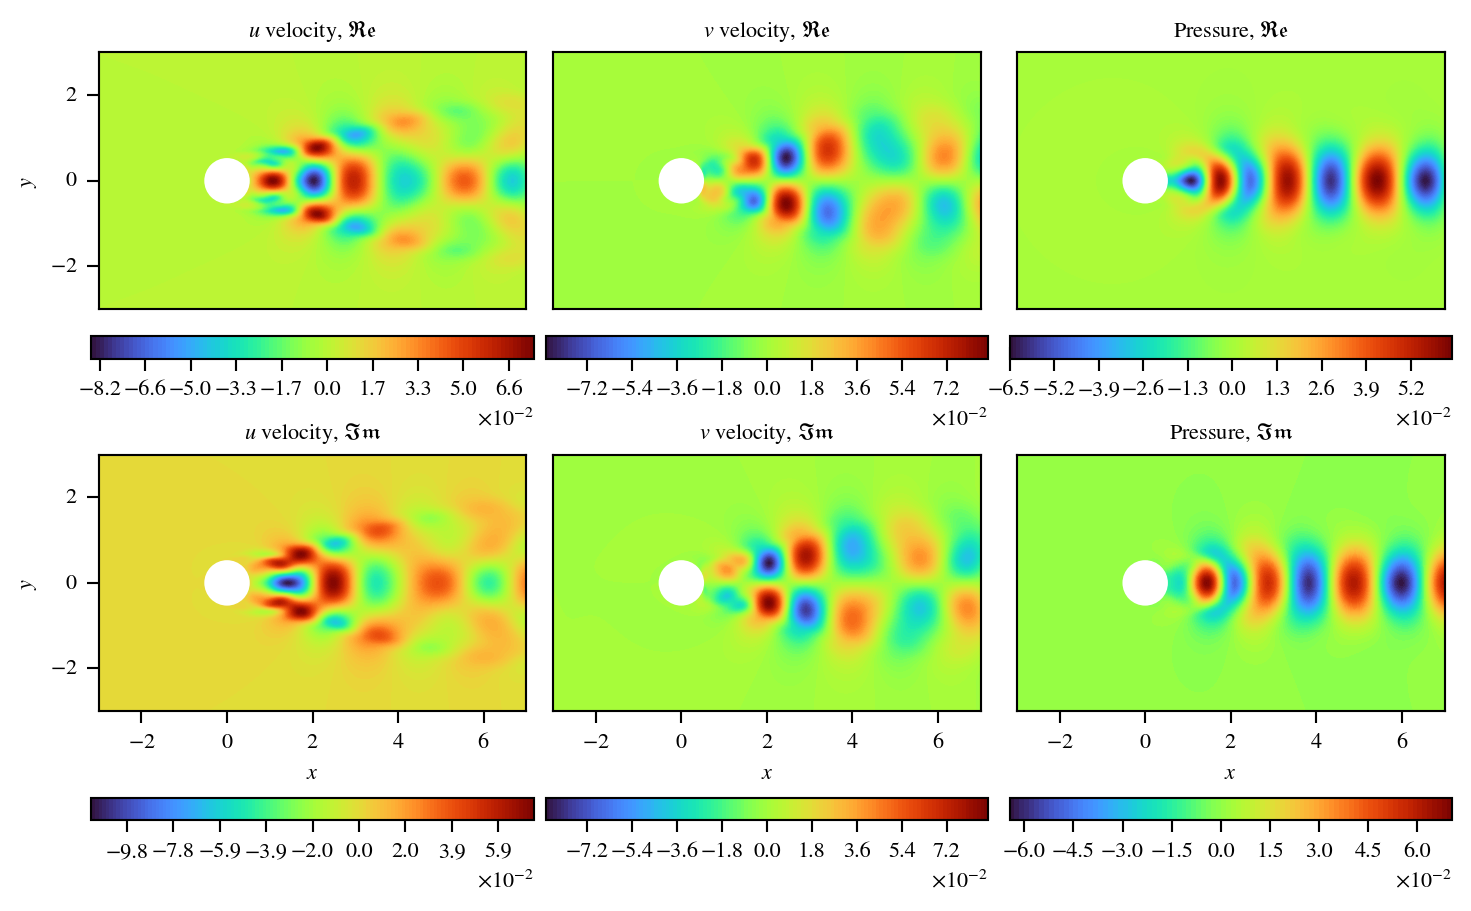 u velocity, ℜ𝔢 v velocity, ℜ𝔢 Pressure, ℜ𝔢
2
0
−2
y
−8.2 −6.6 −5.0 −3.3 −1.7 0.0 1.7 3.3 5.0 6.6 −7.2 −5.4 −3.6 −1.8 0.0 1.8 3.6 5.4 7.2 −6.5 −5.2 −3.9 −2.6 −1.3 0.0 1.3 2.6 3.9 5.2
×10⁻² ×10⁻² ×10⁻²
u velocity, ℑ𝔪 v velocity, ℑ𝔪 Pressure, ℑ𝔪
2
0
−2
y
−2 0 2 4 6 −2 0 2 4 6 −2 0 2 4 6
x x x
−9.8 −7.8 −5.9 −3.9 −2.0 0.0 2.0 3.9 5.9 −7.2 −5.4 −3.6 −1.8 0.0 1.8 3.6 5.4 7.2 −6.0 −4.5 −3.0 −1.5 0.0 1.5 3.0 4.5 6.0
×10⁻² ×10⁻² ×10⁻²